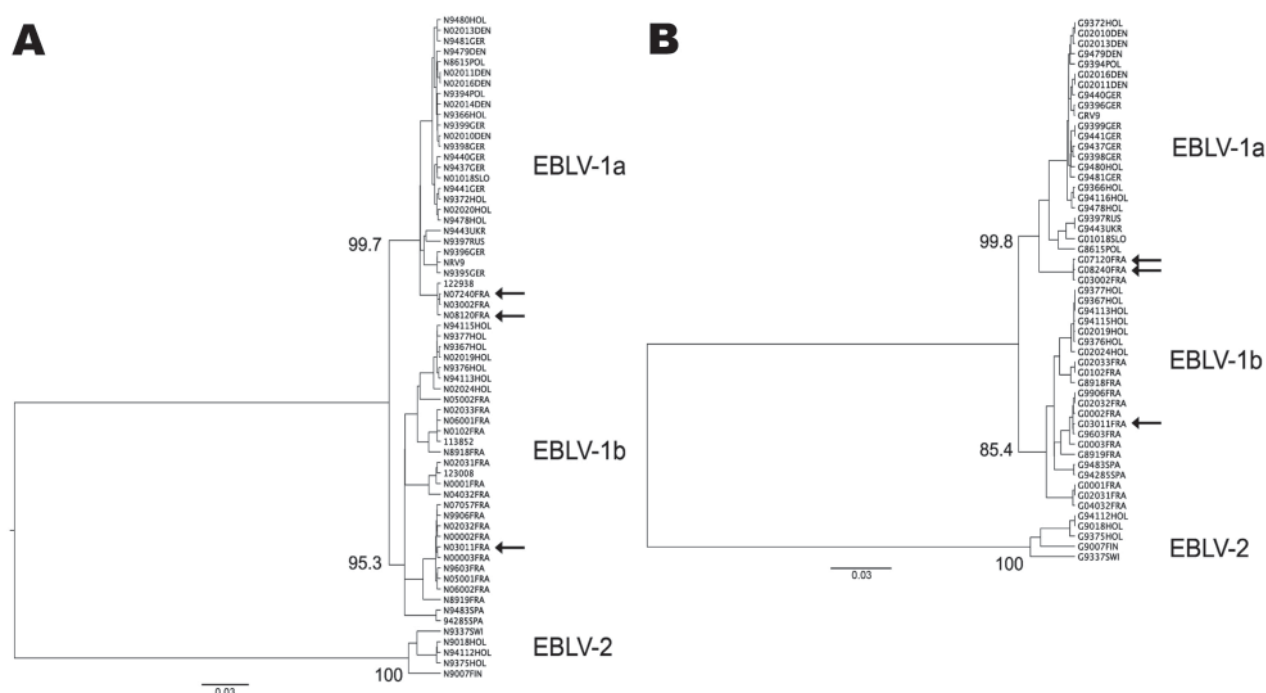 A
N9480HOL
N02013DEN
N9481GER
N9479DEN
N8615POL
N02011DEN
N02016DEN
N9394POL
N02014DEN
N9366HOL
N9399GER
N02010DEN
N9398GER
N9440GER
N9437GER
N01018SLO
N9441GER
N9372HOL
N02020HOL
N9478HOL
N9443UKR
N9397RUS
N9396GER
NRV9
N9395GER
122938
N07240FRA
N03002FRA
N08120FRA
N94115HOL
N9377HOL
N9367HOL
N02019HOL
N9376HOL
N94113HOL
N02024HOL
N05002FRA
N02033FRA
N06001FRA
N0102FRA
113852
N8918FRA
N02031FRA
123008
N0001FRA
N04032FRA
N07057FRA
N9906FRA
N02032FRA
N00002FRA
N03011FRA
N00003FRA
N9603FRA
N05001FRA
N06002FRA
N8919FRA
N9483SPA
94285SPA
N9337SWI
N9018HOL
N94112HOL
N9375HOL
N9007FIN
EBLV-1a
EBLV-1b
EBLV-2
99.7
95.3
100
0.03
B
G9372HOL
G02010DEN
G02013DEN
G9479DEN
G9394POL
G02016DEN
G02011DEN
G9440GER
G9396GER
GRV9
G9399GER
G9441GER
G9437GER
G9398GER
G9480HOL
G9481GER
G9366HOL
G94116HOL
G9478HOL
G9397RUS
G9443UKR
G01018SLO
G8615POL
G07120FRA
G08240FRA
G03002FRA
G9377HOL
G9367HOL
G94113HOL
G94115HOL
G02019HOL
G9376HOL
G02024HOL
G02033FRA
G0102FRA
G8918FRA
G9906FRA
G02032FRA
G0002FRA
G03011FRA
G9603FRA
G0003FRA
G8919FRA
G9483SPA
G94285SPA
G0001FRA
G02031FRA
G04032FRA
G94112HOL
G9018HOL
G9375HOL
G9007FIN
G9337SWI
EBLV-1a
EBLV-1b
EBLV-2
99.8
85.4
100
0.03